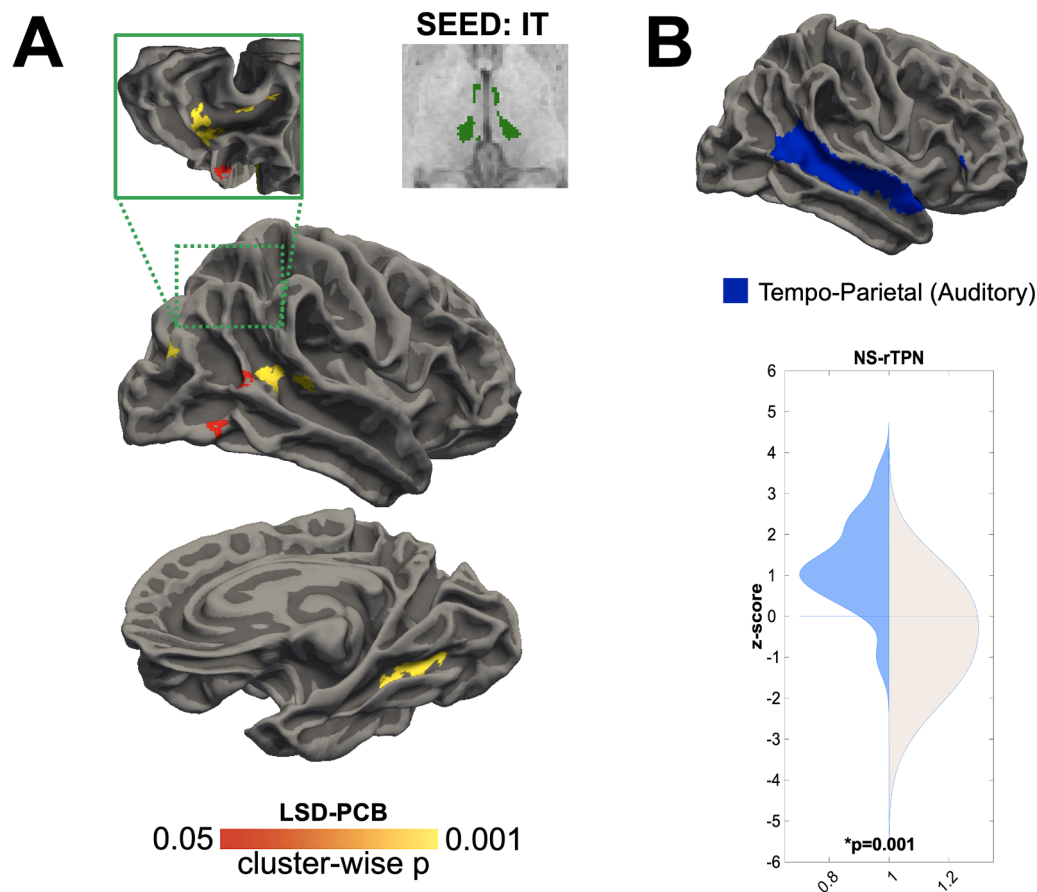 A
SEED: IT
B
Tempo-Parietal (Auditory)
LSD-PCB
0.05
0.001
cluster-wise p
NS-rTPN
6
5
4
3
2
1
0
-1
-2
-3
-4
-5
-6
z-score
*p=0.001
0.8
1
1.2